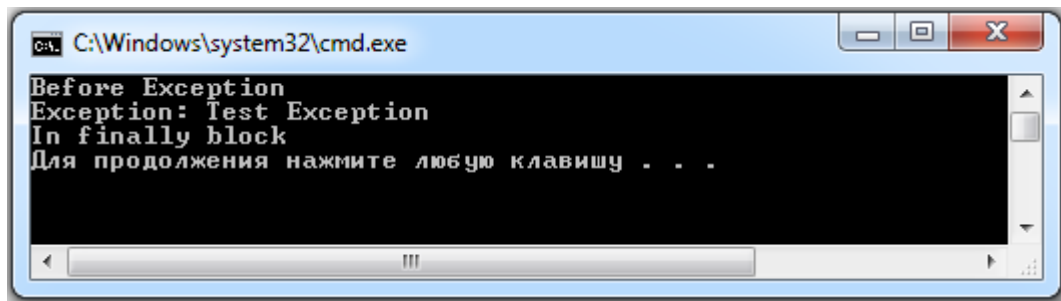 C:\Windows\system32\cmd.exe
Before Exception
Exception: Test Exception
In finally block
Для продолжения нажмите любую клавишу . . .